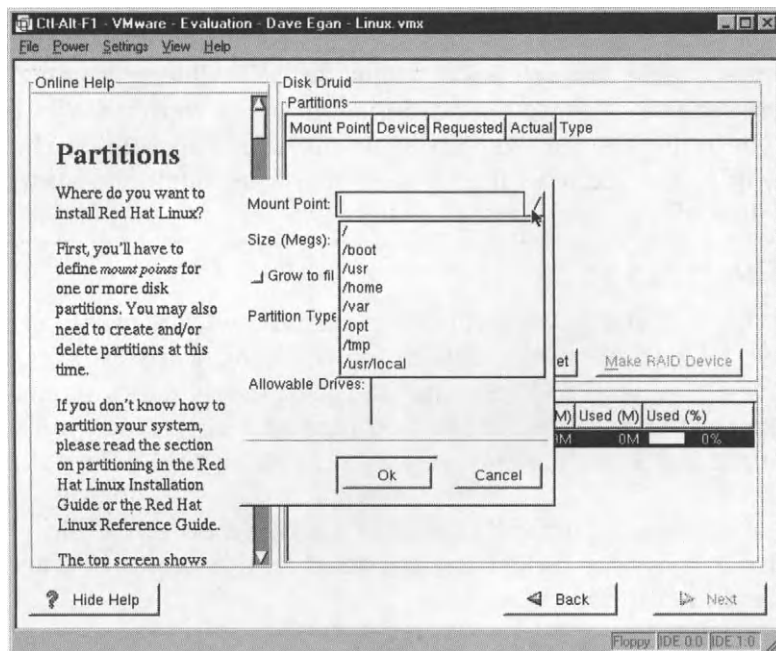 Ctl-Alt-F1 - VMware - Evaluation - Dave Egan - Linux.vmx
File Power Settings View Help
Online Help
Partitions
Where do you want to
install Red Hat Linux?
First, you'll have to
define mount points for
one or more disk
partitions. You may also
need to create and/or
delete partitions at this
time.
If you don't know how to
partition your system,
please read the section
on partitioning in the Red
Hat Linux Installation
Guide or the Red Hat
Linux Reference Guide.
The top screen shows
Disk Druid
Partitions
Mount Point Device Requested Actual Type
Mount Point: /
Size (Megs):
Grow to fil
Partition Type
/
/boot
/usr
/home
/var
/opt
/tmp
/usr/local
Allowable Drives:
Ok Cancel
et Make RAID Device
M) Used (M) Used (%)
0M 0%
? Hide Help
Back Next
Floppy IDE 0:0 IDE 1:0